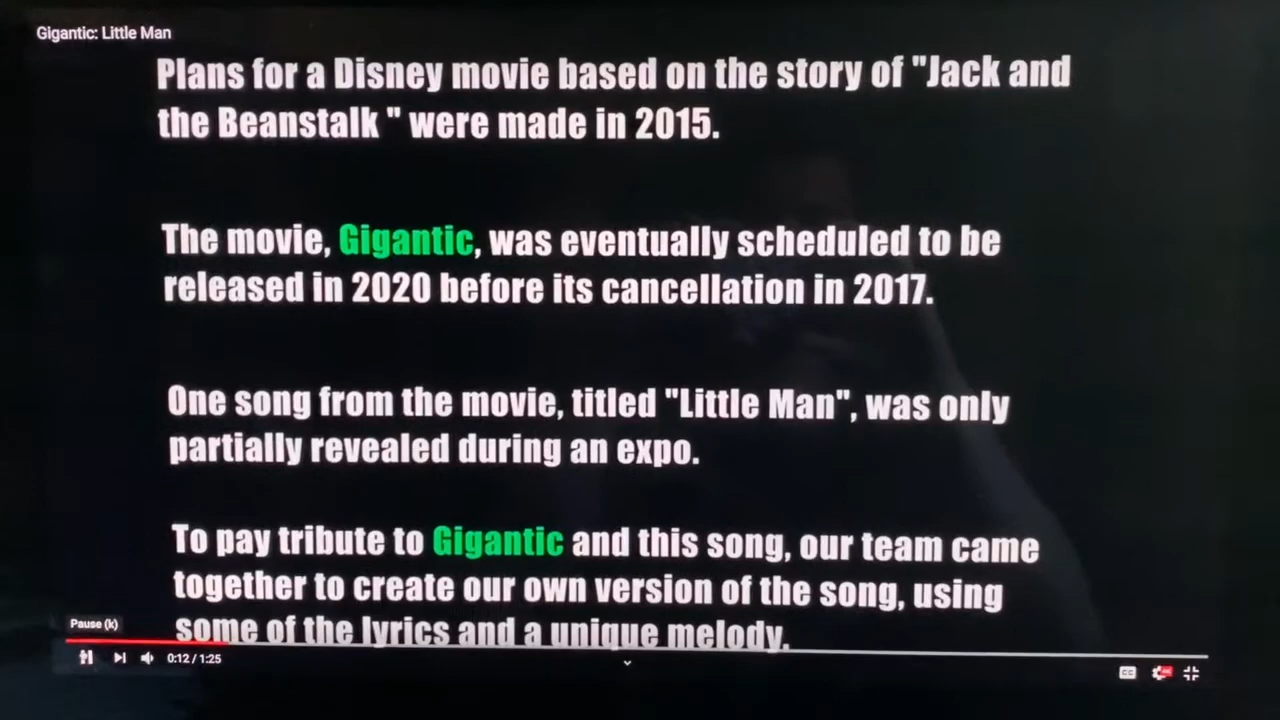 Gigantic: Little Man
Plans for a Disney movie based on the story of "Jack and
the Beanstalk " were made in 2015.
The movie, Gigantic, was eventually scheduled to be
released in 2020 before its cancellation in 2017.
One song from the movie, titled "Little Man", was only
partially revealed during an expo.
To pay tribute to Gigantic and this song, our team came
together to create our own version of the song, using
some of the lyrics and a unique melody.
Pause (k)
0:12 / 1:25
CC